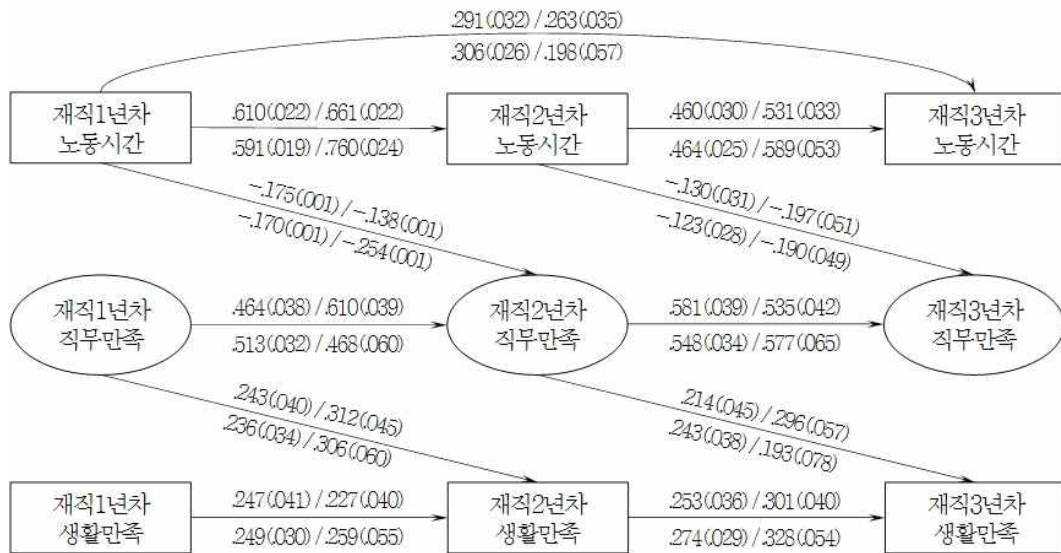 .291(.032) / .263(.035)
.306(.026) / .198(.057)
재직1년차
노동시간
.610(.022) / .661(.022)
.591(.019) / .760(.024)
재직2년차
노동시간
.460(.030) / .531(.033)
.464(.025) / .589(.053)
재직3년차
노동시간
-.175(.001) / -.138(.001)
-.170(.001) / -.254(.001)
-.130(.031) / -.197(.051)
-.123(.028) / -.190(.049)
재직1년차
직무만족
.464(.038) / .610(.039)
.513(.032) / .468(.060)
재직2년차
직무만족
.581(.039) / .535(.042)
.548(.034) / .577(.065)
재직3년차
직무만족
.243(.040) / .312(.045)
.236(.034) / .306(.060)
.214(.045) / .296(.057)
.243(.038) / .193(.078)
재직1년차
생활만족
.247(.041) / .227(.040)
.249(.030) / .259(.055)
재직2년차
생활만족
.253(.036) / .301(.040)
.274(.029) / .328(.054)
재직3년차
생활만족